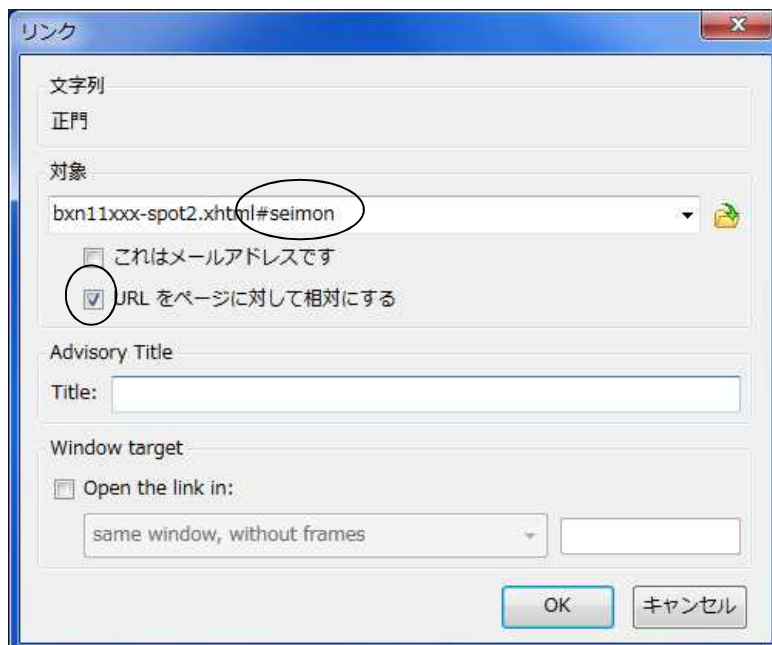 リンク
文字列
正門
対象
bxn11xxx-spot2.xhtml#seimon
これはメールアドレスです
URL をページに対して相対にする
Advisory Title
Title:
Window target
Open the link in:
same window, without frames
OK
キャンセル